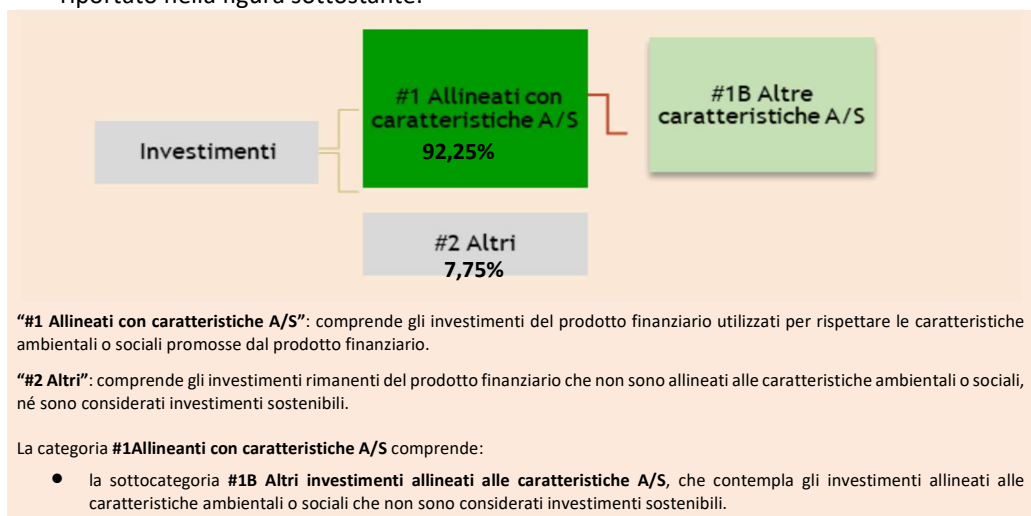 riportato nella figura sottostante.
#1 Allineati con
caratteristiche A/S
92,25%
#1B Altre
caratteristiche A/S
Investimenti
#2 Altri
7,75%
“#1 Allineati con caratteristiche A/S”: comprende gli investimenti del prodotto finanziario utilizzati per rispettare le caratteristiche
ambientali o sociali promosse dal prodotto finanziario.
“#2 Altri”: comprende gli investimenti rimanenti del prodotto finanziario che non sono allineati alle caratteristiche ambientali o sociali,
né sono considerati investimenti sostenibili.
La categoria #1Allineanti con caratteristiche A/S comprende:
● la sottocategoria #1B Altri investimenti allineati alle caratteristiche A/S, che contempla gli investimenti allineati alle
caratteristiche ambientali o sociali che non sono considerati investimenti sostenibili.